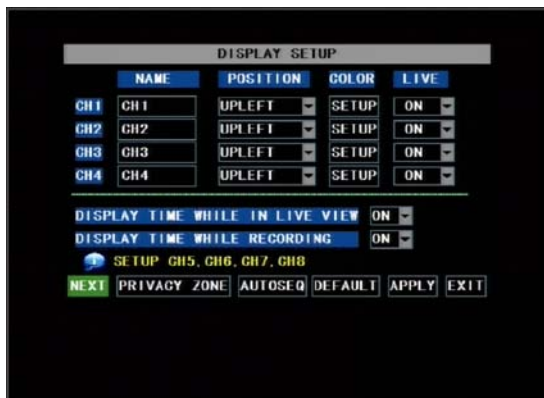 DISPLAY SETUP
NAME POSITION COLOR LIVE
CH1 CH1 UPLEFT SETUP ON
CH2 CH2 UPLEFT SETUP ON
CH3 CH3 UPLEFT SETUP ON
CH4 CH4 UPLEFT SETUP ON
DISPLAY TIME WHILE IN LIVE VIEW ON
DISPLAY TIME WHILE RECORDING ON
SETUP CH5, CH6, CH7, CH8
NEXT PRIVACY ZONE AUTOSEQ DEFAULT APPLY EXIT